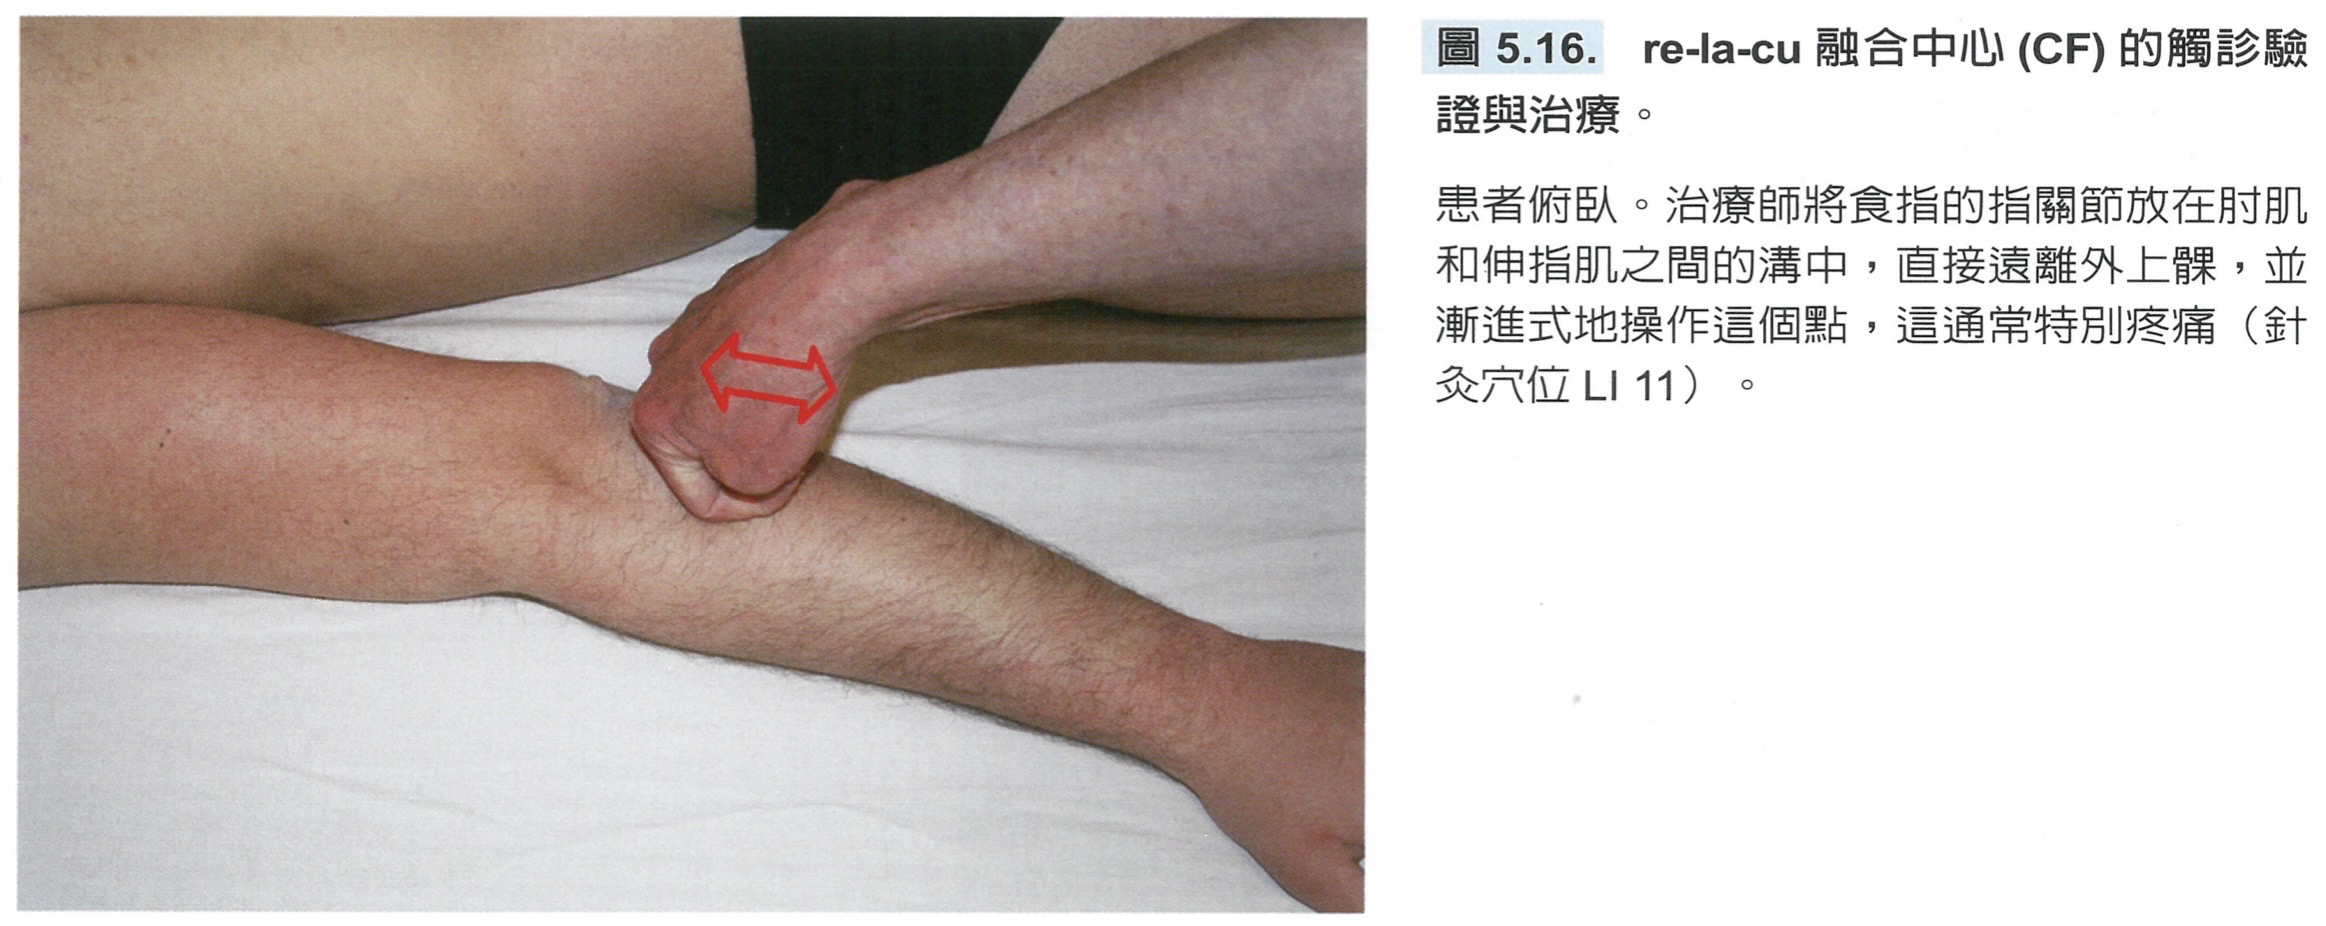 圖 5.16. re-la-cu 融合中心 (CF) 的觸診驗
證與治療。
患者俯臥。治療師將食指的指關節放在肘肌
和伸指肌之間的溝中，直接遠離外上髁，並
漸進式地操作這個點，這通常特別疼痛（針
灸穴位 LI 11）。